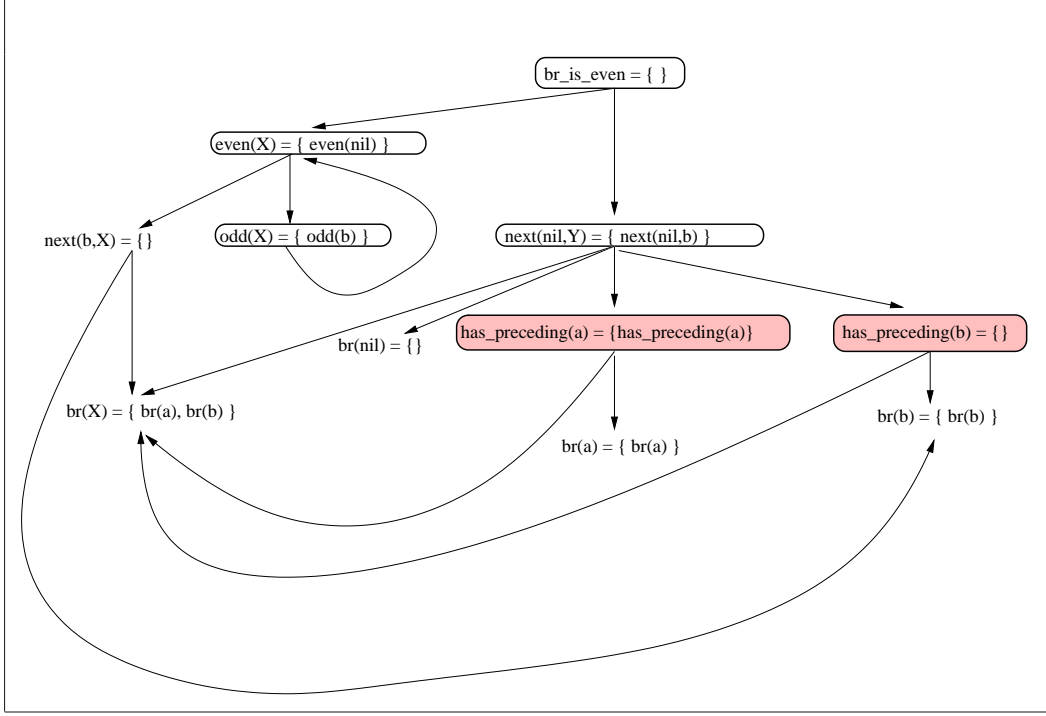 br_is_even = { }
even(X) = { even(nil) }
next(b,X) = {}
odd(X) = { odd(b) }
next(nil,Y) = { next(nil,b) }
br(nil) = {}
has_preceding(a) = {has_preceding(a)}
has_preceding(b) = {}
br(X) = { br(a), br(b) }
br(b) = { br(b) }
br(a) = { br(a) }